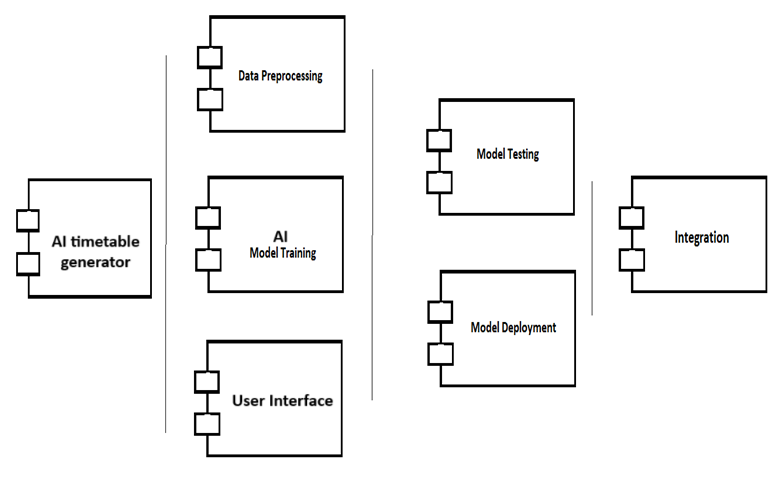 AI timetable
generator
Data Preprocessing
AI
Model Training
User Interface
Model Testing
Model Deployment
Integration